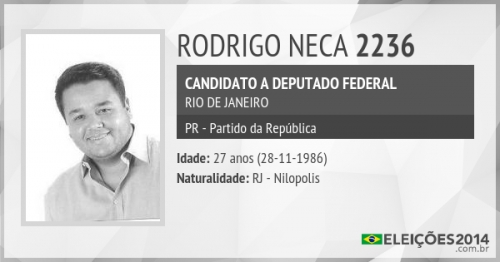 RODRIGO NECA 2236
CANDIDATO A DEPUTADO FEDERAL
RIO DE JANEIRO
PR - Partido da República
Idade: 27 anos (28-11-1986)
Naturalidade: RJ - Nilopolis
ELEIÇÕES2014
.com.br